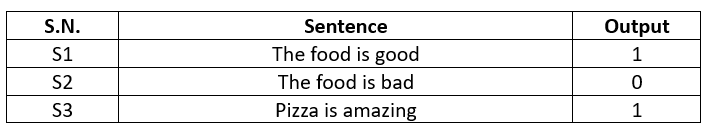 S.N. Sentence Output
S1 The food is good 1
S2 The food is bad 0
S3 Pizza is amazing 1